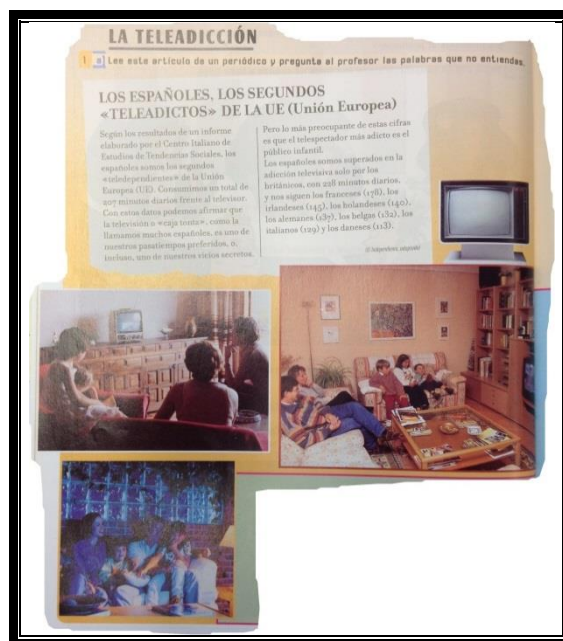 LA TELEADICCIÓN
1 a Lee este artículo de un periódico y pregunta al profesor las palabras que no entiendas.
LOS ESPAÑOLES, LOS SEGUNDOS
«TELEADICTOS» DE LA UE (Unión Europea)
Según los resultados de un informe
elaborado por el Centro Italiano de
Estudios de Tendencias Sociales, los
españoles somos los segundos
«teledependientes» de la Unión
Europea (UE). Consumimos un total de
207 minutos diarios frente al televisor.
Con estos datos podemos afirmar que
la televisión o «caja tonta», como la
llamamos muchos españoles, es uno de
nuestros pasatiempos preferidos, o,
incluso, uno de nuestros vicios secretos.
Pero lo más preocupante de estas cifras
es que el telespectador más adicto es el
público infantil.
Los españoles somos superados en la
adicción televisiva solo por los
británicos, con 228 minutos diarios,
y nos siguen los franceses (178), los
irlandeses (145), los holandeses (140),
los alemanes (137), los belgas (132), los
italianos (129) y los daneses (113).